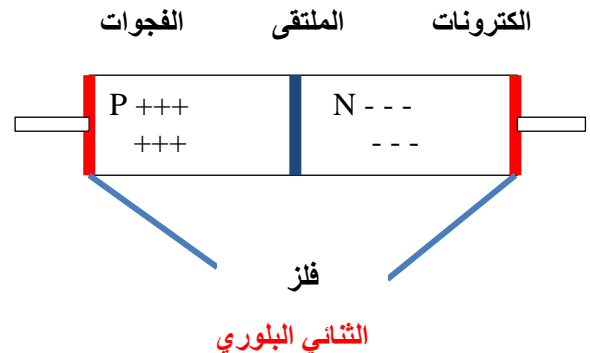 الفجوات الملتقى الكترونات
P +++ N - - -
+++ - - -
فلز
الثنائي البلوري